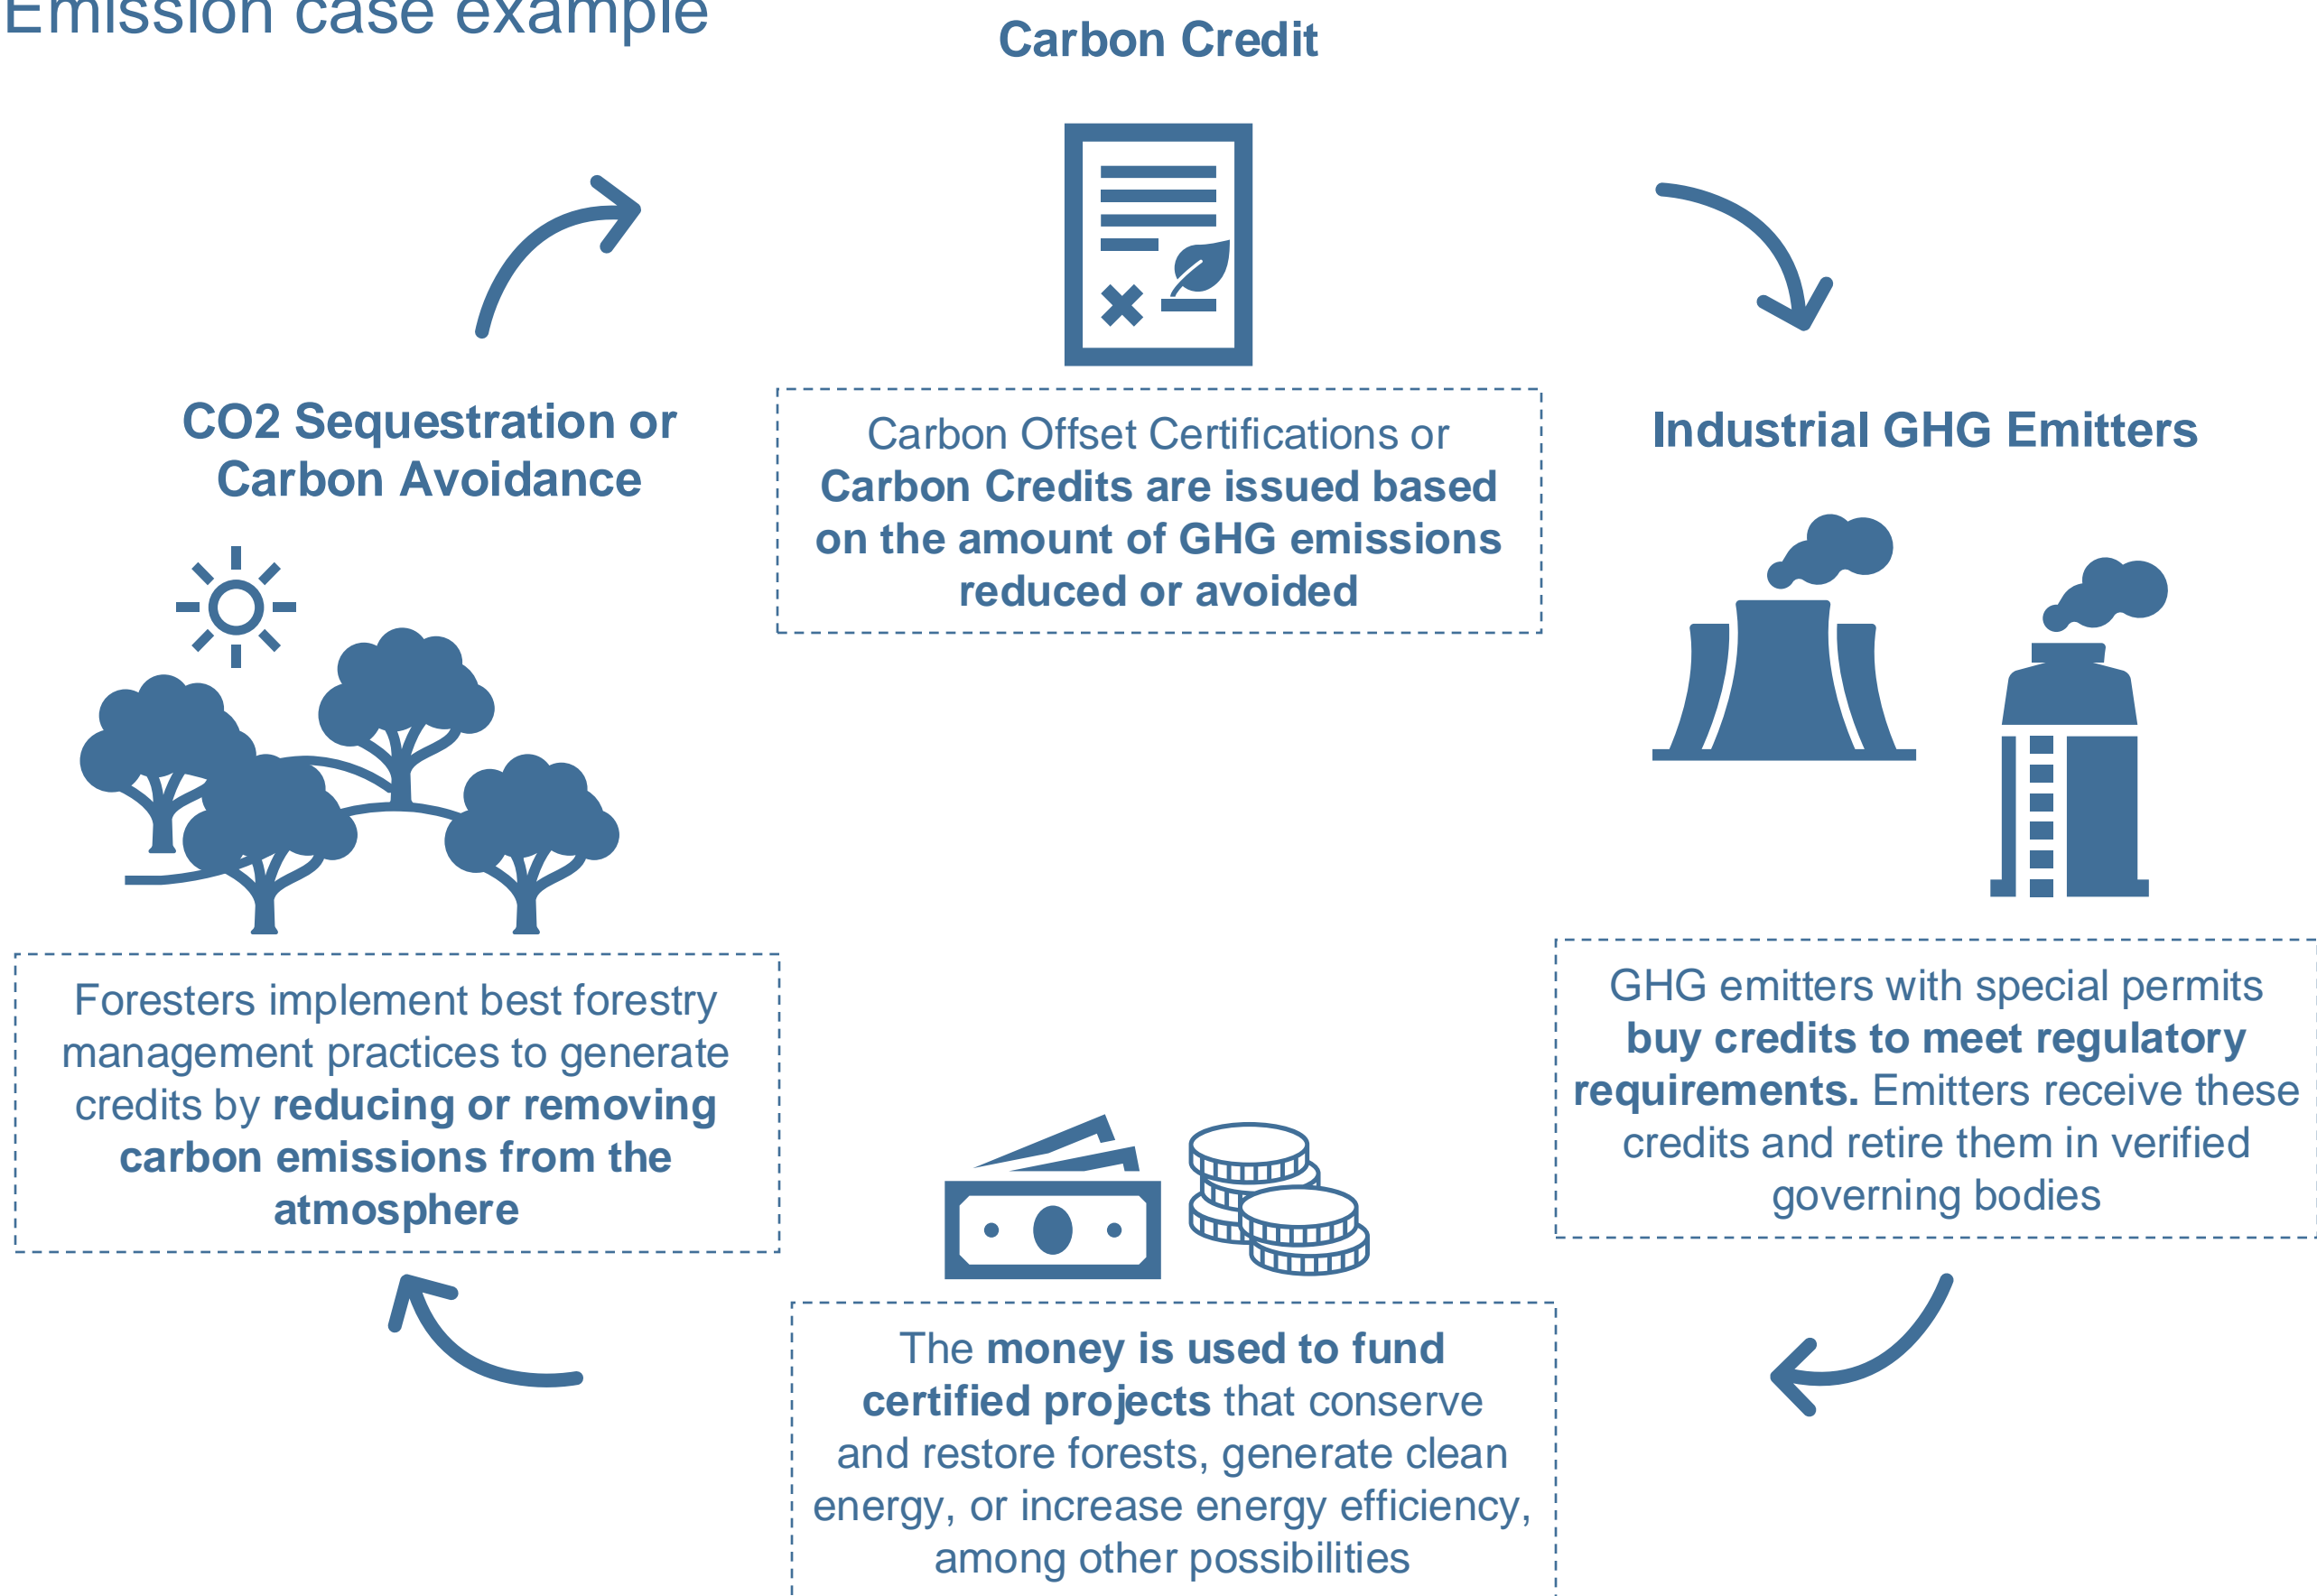 Emission case example
Carbon Credit
Carbon Offset Certifications or
Carbon Credits are issued based
on the amount of GHG emissions
reduced or avoided
CO2 Sequestration or
Carbon Avoidance
Foresters implement best forestry
management practices to generate
credits by reducing or removing
carbon emissions from the
atmosphere
Industrial GHG Emitters
GHG emitters with special permits
buy credits to meet regulatory
requirements. Emitters receive these
credits and retire them in verified
governing bodies
The money is used to fund
certified projects that conserve
and restore forests, generate clean
energy, or increase energy efficiency,
among other possibilities